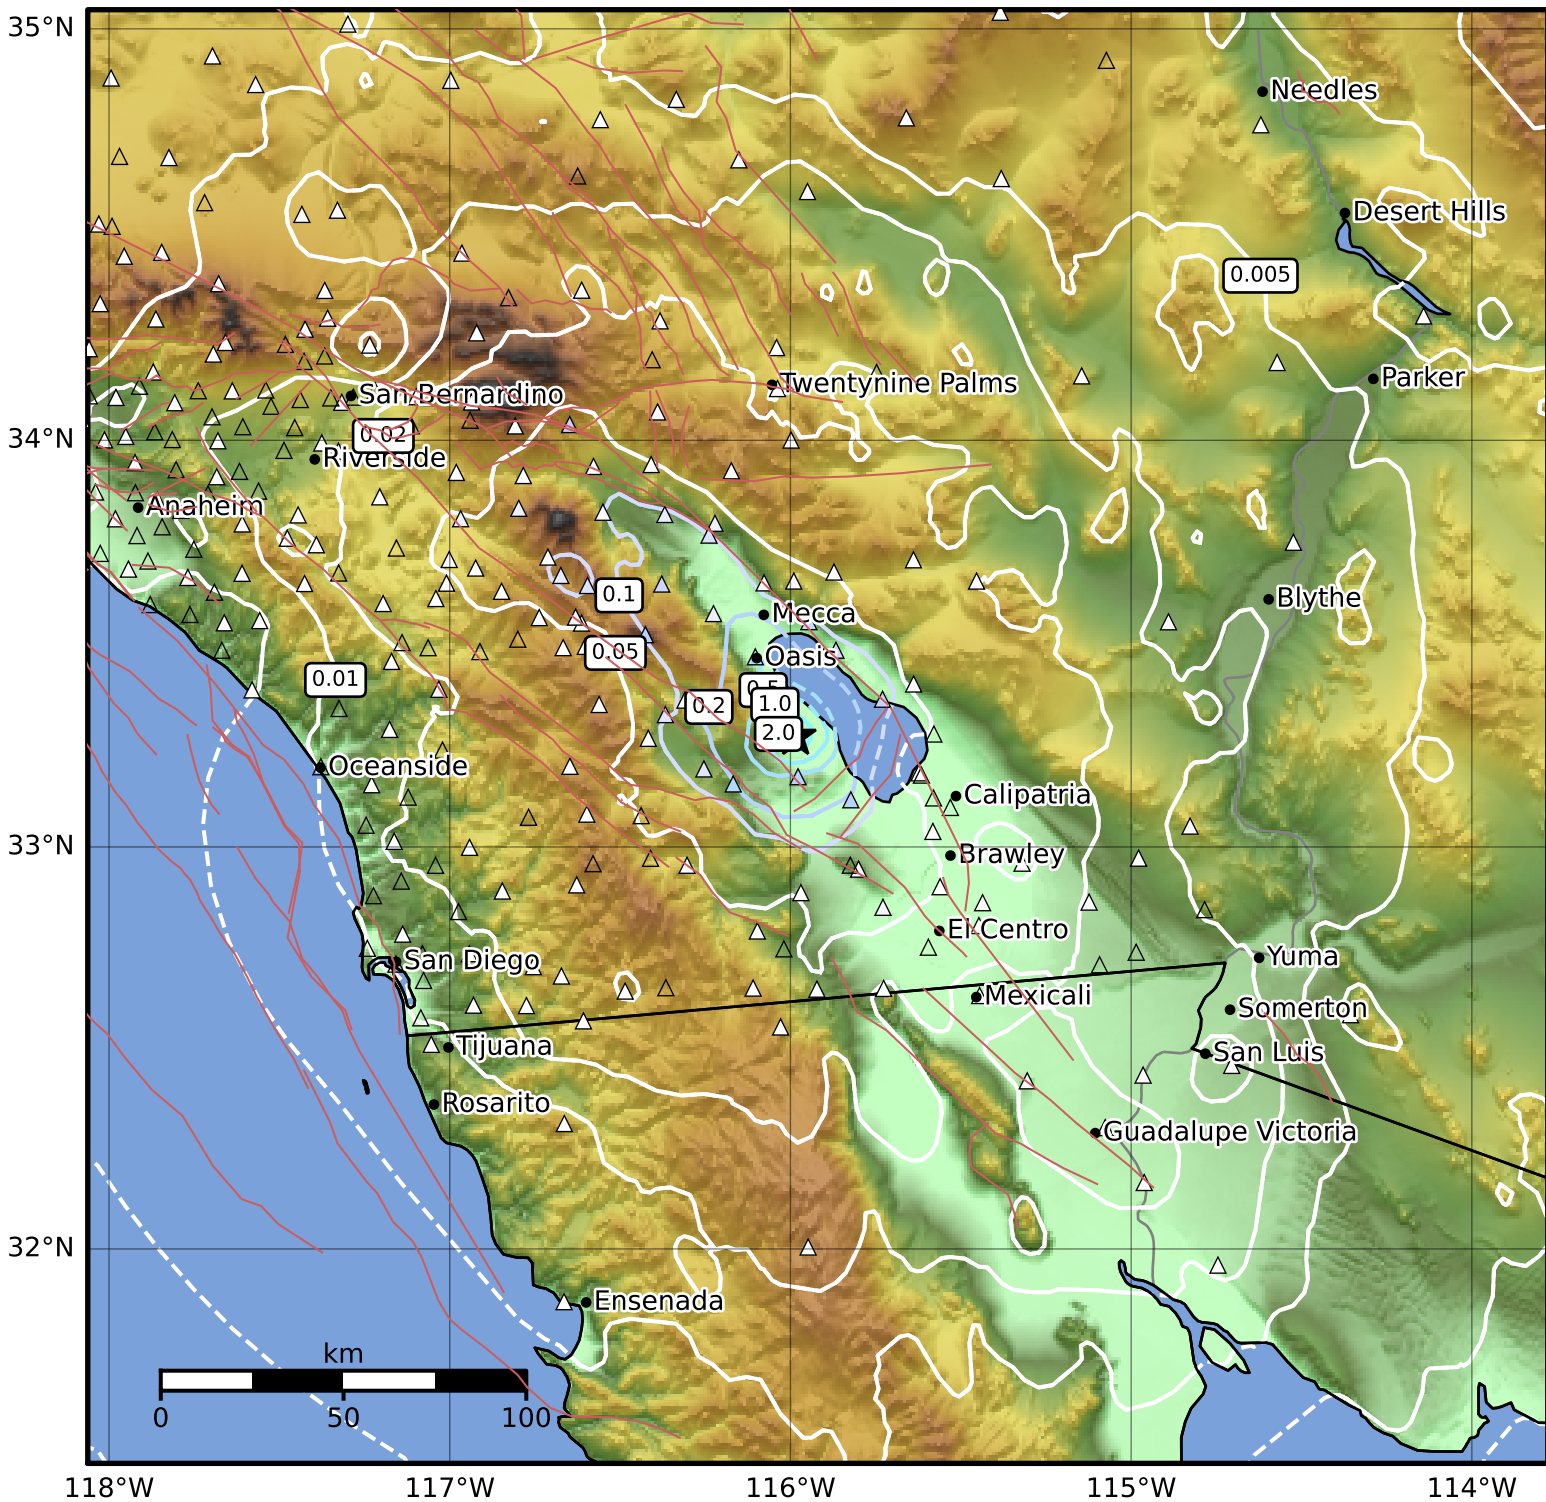 35°N
Needles
Desert Hills
0.005
Twentynine Palms
Parker
San Bernardino
34°N
0.02
Riverside
Anaheim
0.1
Blythe
Mecca
0.05
Oasis
0.01
0.5
0.2
1.0
2.0
Oceanside
Calipatria
33°N
Brawley
El Centro
San Diego
Yuma
Mexicali
Somerton
Tijuana
San Luis
Rosarito
Guadalupe Victoria
32°N
Ensenada
km
0 50 100
118°W 117°W 116°W 115°W 114°W